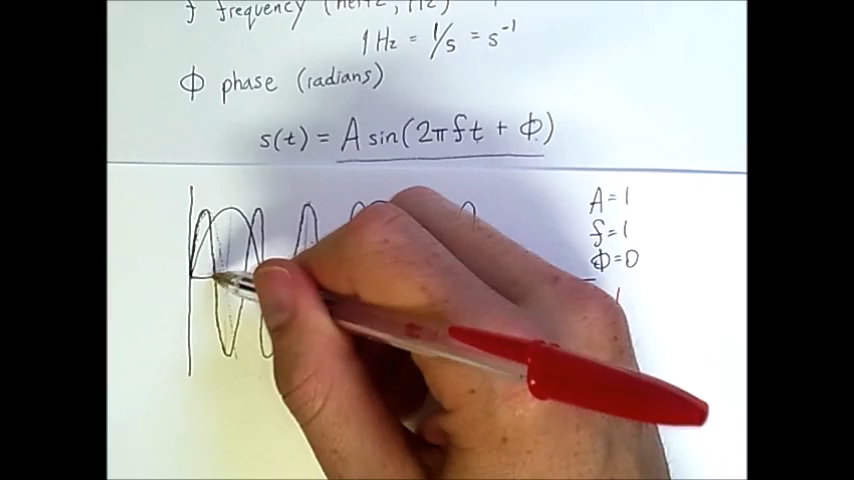 f frequency (hertz, Hz)
1 Hz = 1/s = s⁻¹
Φ phase (radians)
s(t) = A sin(2πft + Φ)
A = 1
f = 1
Φ = 0